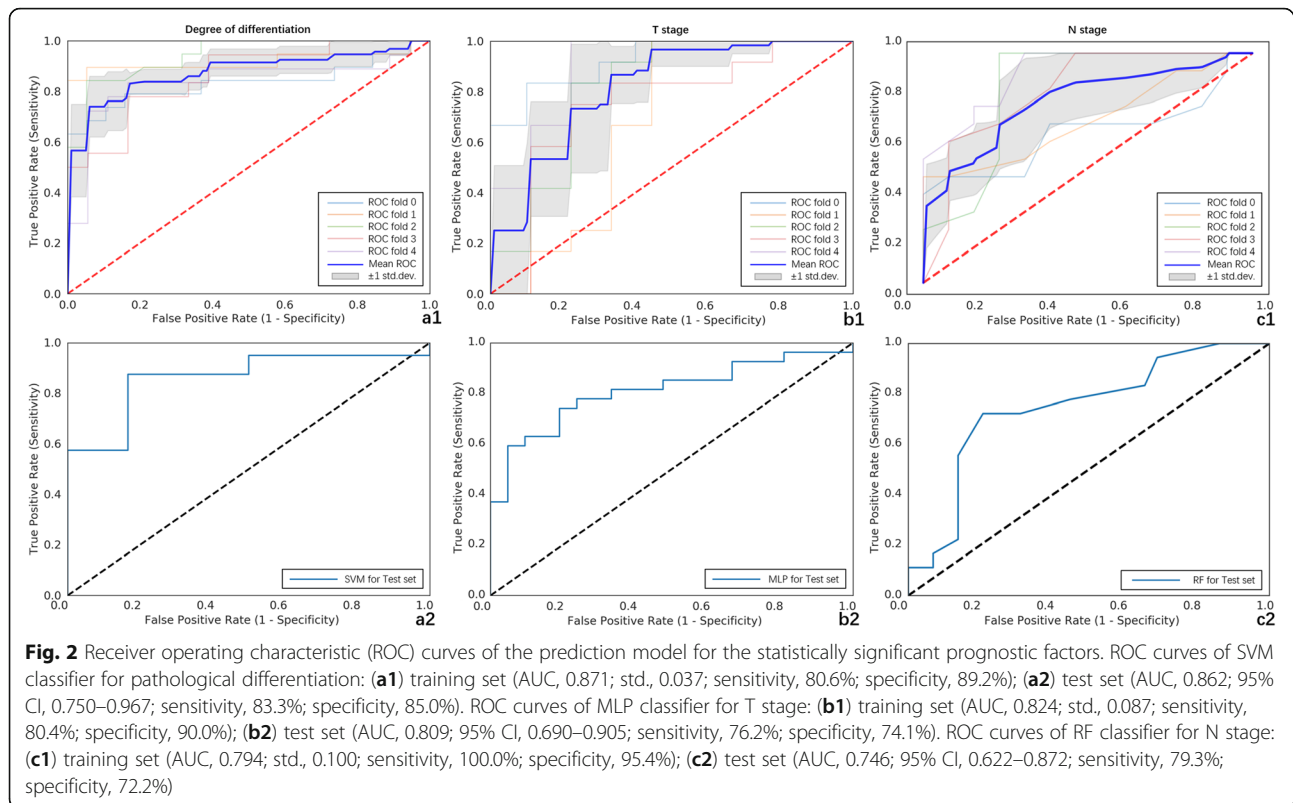 Degree of differentiation
True Positive Rate (Sensitivity)
1.0
0.8
0.6
0.4
0.2
0.0
ROC fold 0
ROC fold 1
ROC fold 2
ROC fold 3
ROC fold 4
Mean ROC
±1 std.dev.
0.0 0.2 0.4 0.6 0.8 1.0
False Positive Rate (1 - Specificity)
a1
T stage
True Positive Rate (Sensitivity)
1.0
0.8
0.6
0.4
0.2
0.0
ROC fold 0
ROC fold 1
ROC fold 2
ROC fold 3
ROC fold 4
Mean ROC
±1 std.dev.
0.0 0.2 0.4 0.6 0.8 1.0
False Positive Rate (1 - Specificity)
b1
N stage
True Positive Rate (Sensitivity)
1.0
0.8
0.6
0.4
0.2
0.0
ROC fold 0
ROC fold 1
ROC fold 2
ROC fold 3
ROC fold 4
Mean ROC
±1 std.dev.
0.0 0.2 0.4 0.6 0.8 1.0
False Positive Rate (1 - Specificity)
c1
True Positive Rate (Sensitivity)
1.0
0.8
0.6
0.4
0.2
0.0
SVM for Test set
0.0 0.2 0.4 0.6 0.8 1.0
False Positive Rate (1 - Specificity)
a2
True Positive Rate (Sensitivity)
1.0
0.8
0.6
0.4
0.2
0.0
MLP for Test set
0.0 0.2 0.4 0.6 0.8 1.0
False Positive Rate (1 - Specificity)
b2
True Positive Rate (Sensitivity)
1.0
0.8
0.6
0.4
0.2
0.0
RF for Test set
0.0 0.2 0.4 0.6 0.8 1.0
False Positive Rate (1 - Specificity)
c2
Fig. 2 Receiver operating characteristic (ROC) curves of the prediction model for the statistically significant prognostic factors. ROC curves of SVM
classifier for pathological differentiation: (a1) training set (AUC, 0.871; std., 0.037; sensitivity, 80.6%; specificity, 89.2%); (a2) test set (AUC, 0.862; 95%
CI, 0.750–0.967; sensitivity, 83.3%; specificity, 85.0%). ROC curves of MLP classifier for T stage: (b1) training set (AUC, 0.824; std., 0.087; sensitivity,
80.4%; specificity, 90.0%); (b2) test set (AUC, 0.809; 95% CI, 0.690–0.905; sensitivity, 76.2%; specificity, 74.1%). ROC curves of RF classifier for N stage:
(c1) training set (AUC, 0.794; std., 0.100; sensitivity, 100.0%; specificity, 95.4%); (c2) test set (AUC, 0.746; 95% CI, 0.622–0.872; sensitivity, 79.3%;
specificity, 72.2%)